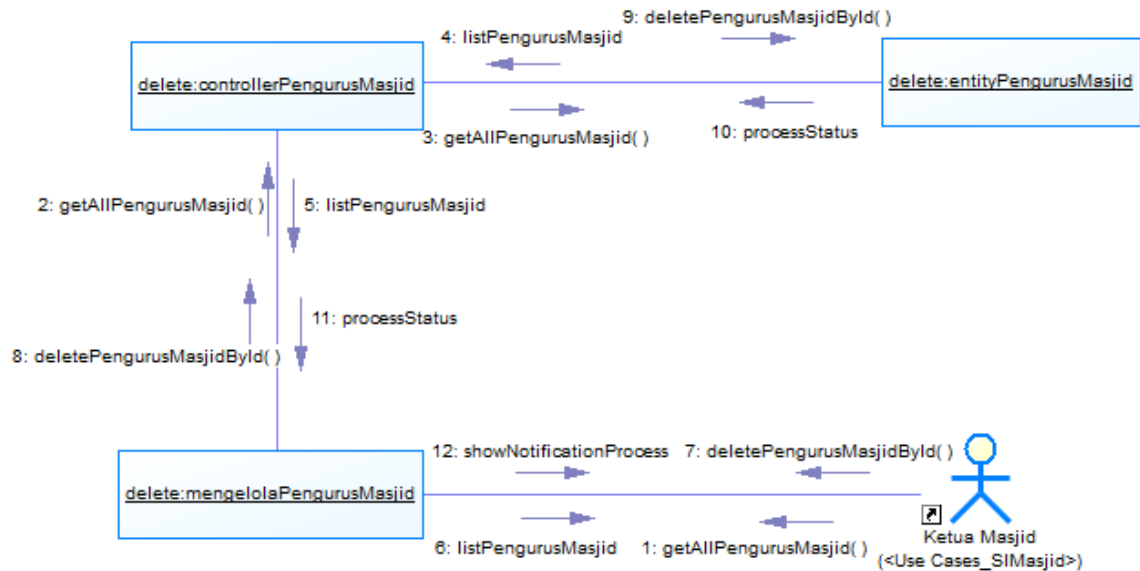 9: deletePengurusMasjidById( )
4: listPengurusMasjid
delete:controllerPengurusMasjid
delete:entityPengurusMasjid
3: getAllPengurusMasjid( )
10: processStatus
2: getAllPengurusMasjid( )
5: listPengurusMasjid
11: processStatus
8: deletePengurusMasjidById( )
12: showNotificationProcess
7: deletePengurusMasjidById( )
delete:mengelolaPengurusMasjid
6: listPengurusMasjid
1: getAllPengurusMasjid( )
Ketua Masjid
(<Use Cases_SIMasjid>)